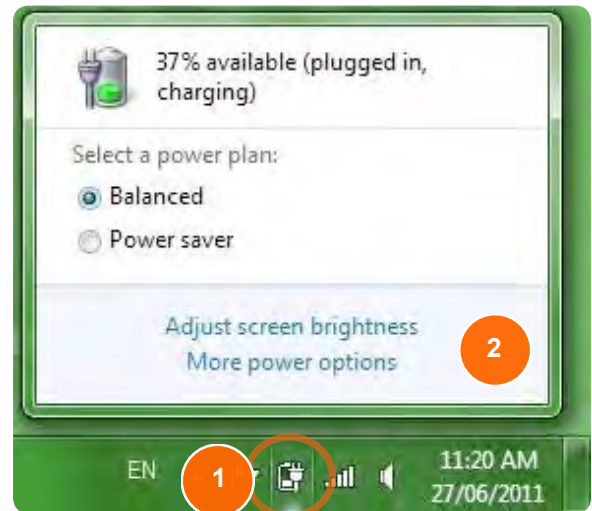 37% available (plugged in,
charging)
Select a power plan:
Balanced
Power saver
Adjust screen brightness
More power options
2
EN
1
11:20 AM
27/06/2011